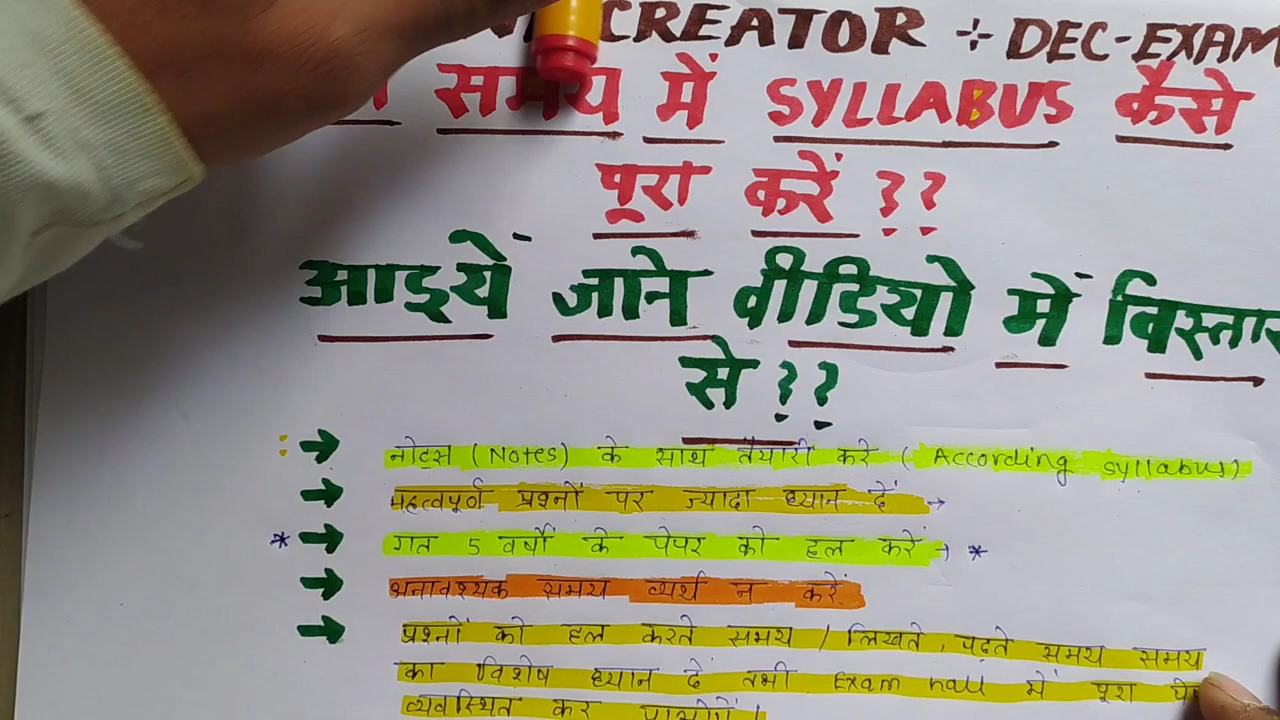 CREATOR ÷ DEC-EXAM
समय में SYLLABUS कैसे
पूरा करें ??
आइयें जाने वीडियो में विस्तार
से ??
नोट्स (Notes) के साथ तैयारी करे ( According syllabus)
महत्वपूर्ण प्रश्नों पर ज्यादा ध्यान दें →
* गत 5 वर्षों के पेपर को हल करें → *
अनावश्यक समय व्यर्थ न करें
प्रश्नों को हल करते समय / लिखते, पढ़ते समय समय
का विशेष ध्यान दें तभी Exam hall में पूरा
व्यवस्थित कर पाओगें।